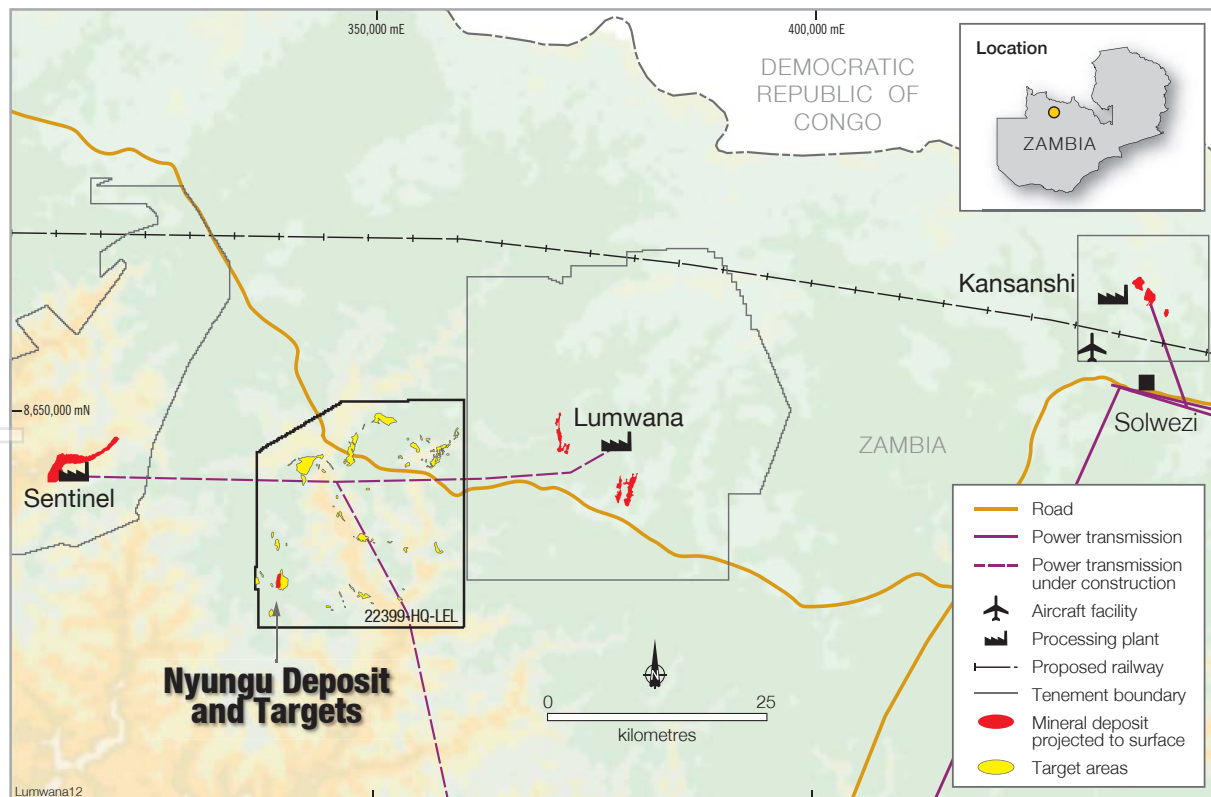 350,000 mE
400,000 mE
DEMOCRATIC
REPUBLIC OF
CONGO
Location
ZAMBIA
Kansanshi
8,650,000 mN
Solwezi
Lumwana
ZAMBIA
Sentinel
22399-HQ-LEL
Nyungu Deposit
and Targets
N
0
25
kilometres
Road
Power transmission
Power transmission
under construction
Aircraft facility
Processing plant
Proposed railway
Tenement boundary
Mineral deposit
projected to surface
Target areas
Lumwana12